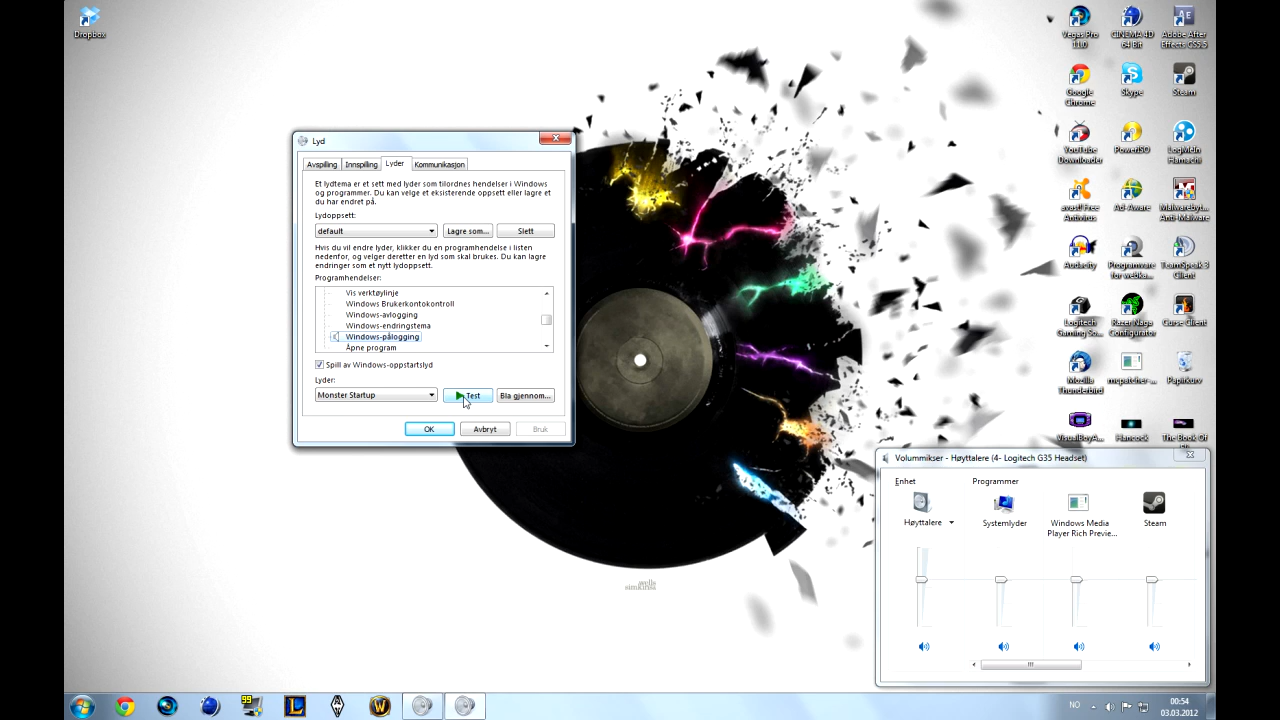 Dropbox
Vegas Pro
11.0
CINEMA 4D
64 Bit
Adobe After
Effects CS5.5
Google
Chrome
Skype
Steam
YouTube
Downloader
PowerISO
LogMeIn
Hamachi
avast! Free
Antivirus
Ad-Aware
Malwareby...
Anti-Malware
Audacity
Programvare
for webka...
TeamSpeak 3
Client
Logitech
Gaming So...
Razer Naga
Configurator
Curse Client
Mozilla
Thunderbird
mcpatcher-...
Papirkurv
VisualBoyA...
Hancock
The Book Of
Lyd
Avspilling
Innspilling
Lyder
Kommunikasjon
Et lydtema er et sett med lyder som tilordnes hendelser i Windows
og programmer. Du kan velge et eksisterende oppsett eller lagre et
du har endret på.
Lydoppsett:
default
Lagre som...
Slett
Hvis du vil endre lyder, klikker du en programhendelse i listen
nedenfor, og velger deretter en lyd som skal brukes. Du kan lagre
endringer som et nytt lydoppsett.
Programhendelser:
Vis verktøylinje
Windows Brukerkontokontroll
Windows-avlogging
Windows-endringstema
Windows-pålogging
Åpne program
Spill av Windows-oppstartslyd
Lyder:
Monster Startup
Test
Bla gjennom...
OK
Avbryt
Bruk
Volummikser - Høyttalere (4- Logitech G35 Headset)
Enhet
Programmer
Høyttalere
Systemlyder
Windows Media
Player Rich Previe...
Steam
99
NO
00:54
03.03.2012